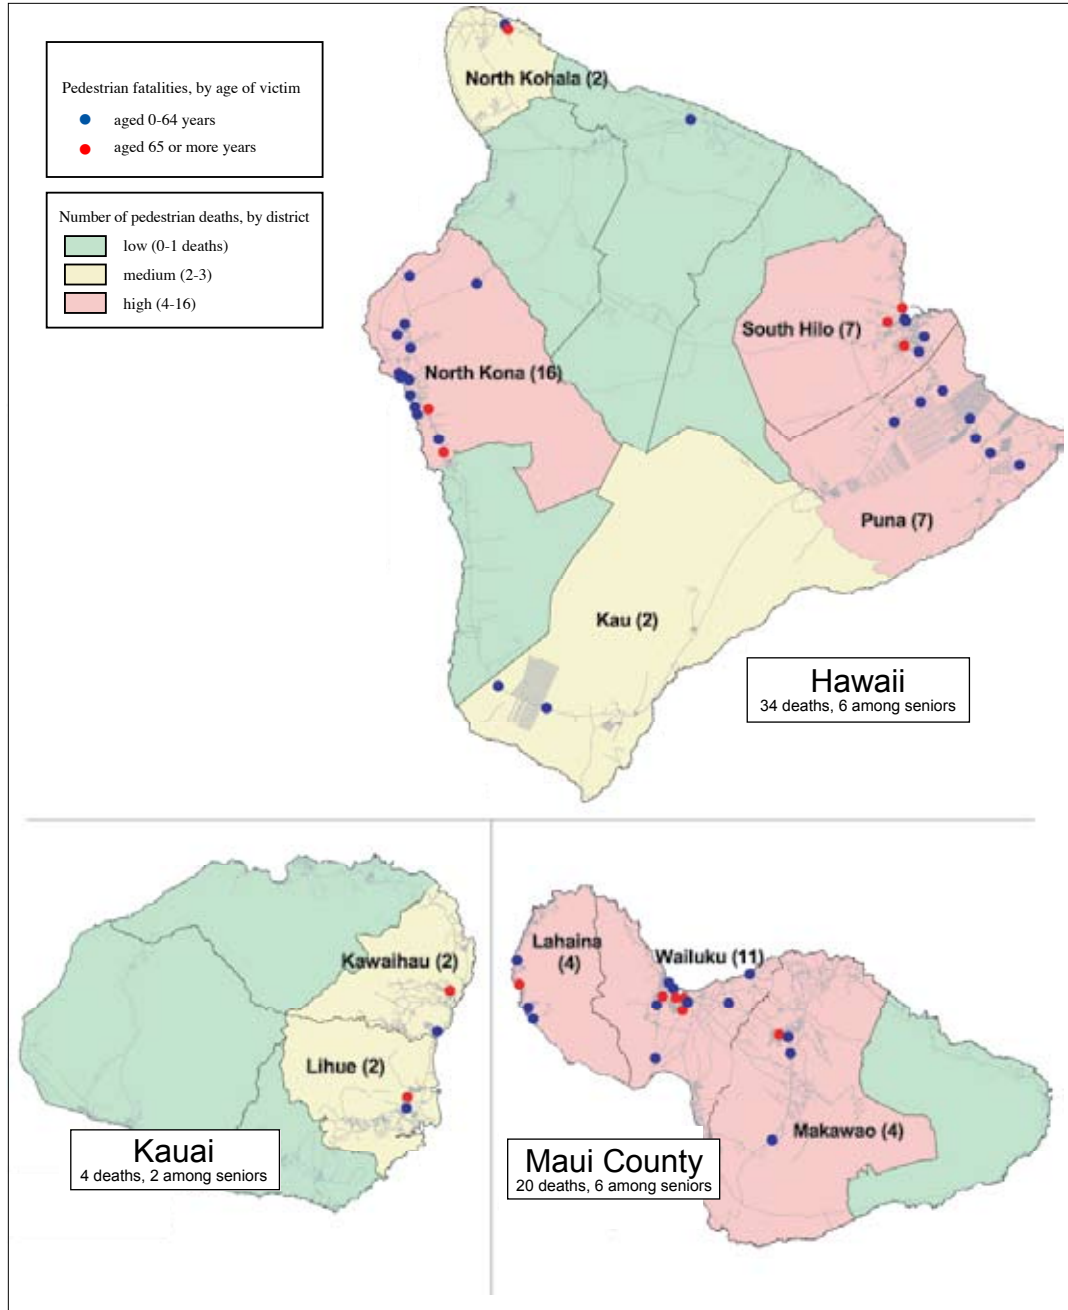 Pedestrian fatalities, by age of victim
aged 0-64 years
aged 65 or more years
Number of pedestrian deaths, by district
low (0-1 deaths)
medium (2-3)
high (4-16)
North Kohala (2)
South Hilo (7)
North Kona (16)
Puna (7)
Kau (2)
Hawaii
34 deaths, 6 among seniors
Kawaihau (2)
Lihue (2)
Kauai
4 deaths, 2 among seniors
Lahaina
(4)
Wailuku (11)
Makawao (4)
Maui County
20 deaths, 6 among seniors